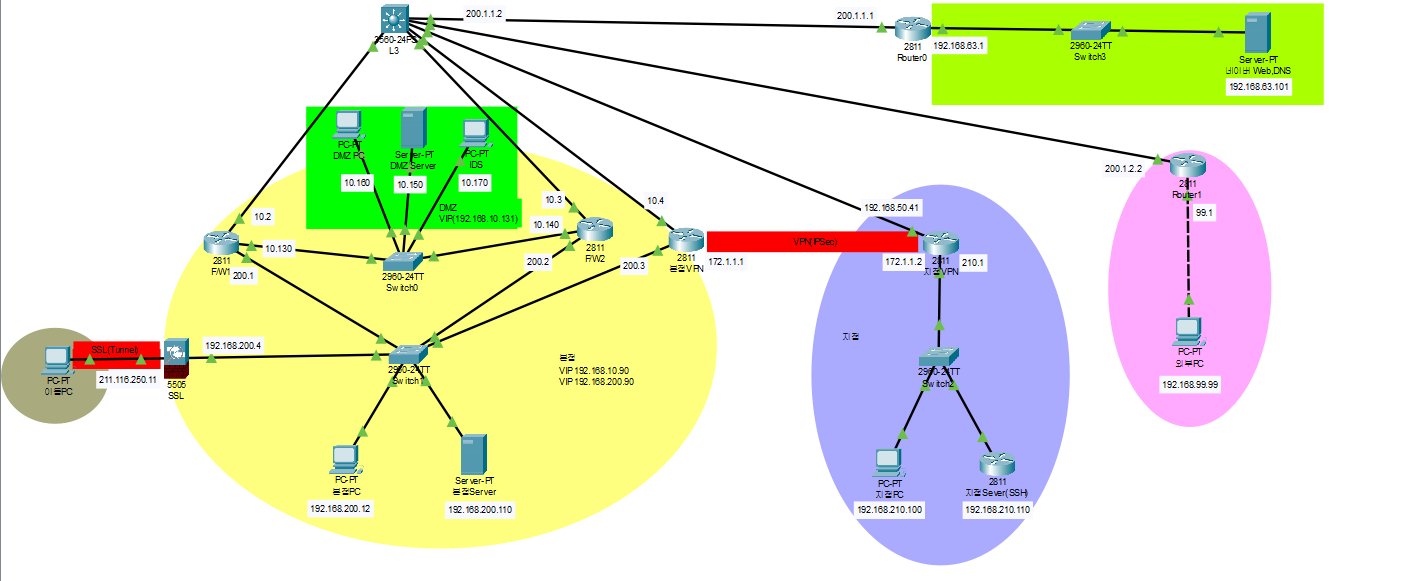 200.1.1.2
3560-24PS
L3
200.1.1.1
2811
Router0
192.168.63.1
2960-24TT
Switch3
Server-PT
네이버 Web,DNS
192.168.63.101
PC-PT
DMZ PC
Server-PT
DMZ Server
PC-PT
IDS
10.160
10.150
10.170
DMZ
VIP(192.168.10.131)
10.2
10.130
2811
F/W1
200.1
2960-24TT
Switch0
10.3
10.140
2811
F/W2
200.2
10.4
2811
본점VPN
200.3
172.1.1.1
VPN(IPSec)
192.168.50.41
172.1.1.2
2811
지점VPN
210.1
200.1.2.2
2811
Router1
99.1
PC-PT
외부PC
192.168.99.99
SSL(Tunnel)
PC-PT
이동PC
211.116.250.11
5505
SSL
192.168.200.4
2960-24TT
Switch
본점
VIP 192.168.10.90
VIP 192.168.200.90
PC-PT
본점PC
192.168.200.12
Server-PT
본점Server
192.168.200.110
지점
2960-24TT
Switch2
PC-PT
지점PC
192.168.210.100
2811
지점Sever(SSH)
192.168.210.110